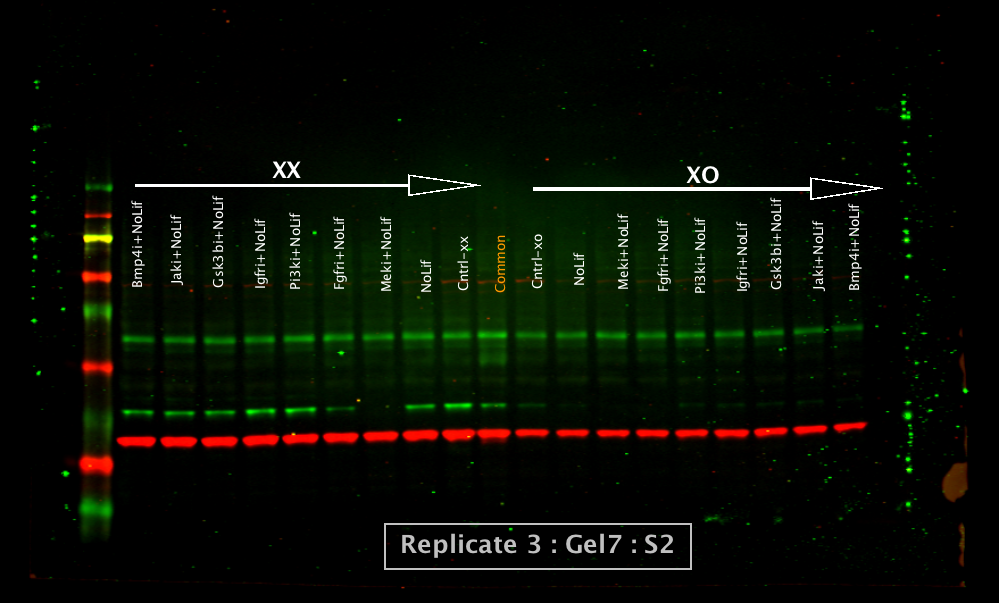 XX
XO
Bmp4i+NoLif
Jaki+NoLif
Gsk3bi+NoLif
Igfri+NoLif
Pi3ki+NoLif
Fgfri+NoLif
Meki+NoLif
NoLif
Cntrl-xx
Common
Cntrl-xo
NoLif
Meki+NoLif
Fgfri+NoLif
Pi3ki+NoLif
Igfri+NoLif
Gsk3bi+NoLif
Jaki+NoLif
Bmp4i+NoLif
Replicate 3 : Gel7 : S2